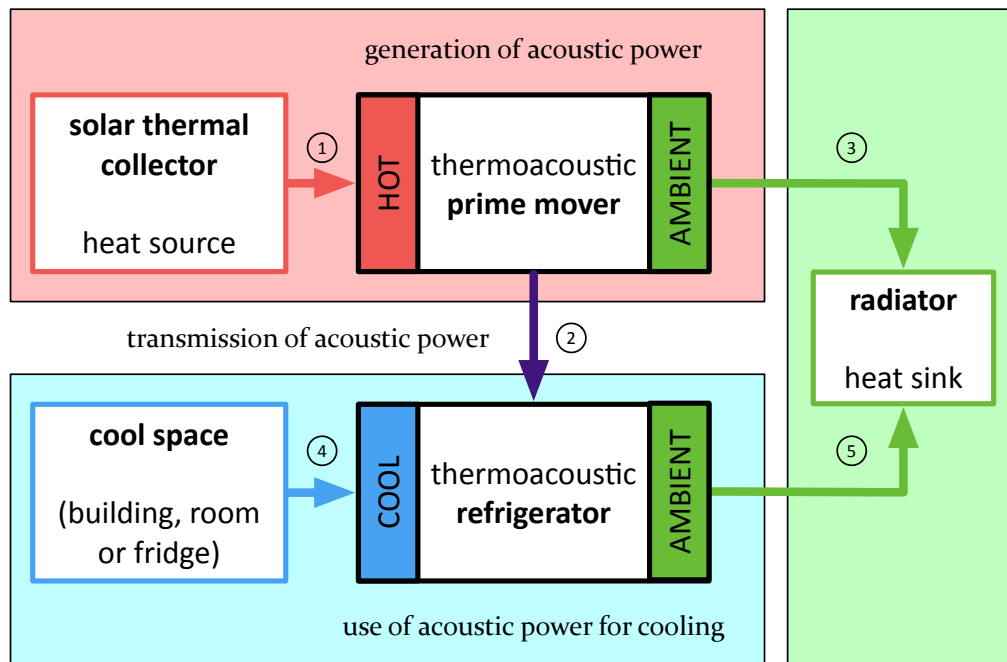 generation of acoustic power
solar thermal
collector
heat source
①
HOT
thermoacoustic
prime mover
AMBIENT
③
radiator
heat sink
transmission of acoustic power
②
cool space
(building, room
or fridge)
④
COOL
thermoacoustic
refrigerator
AMBIENT
⑤
use of acoustic power for cooling